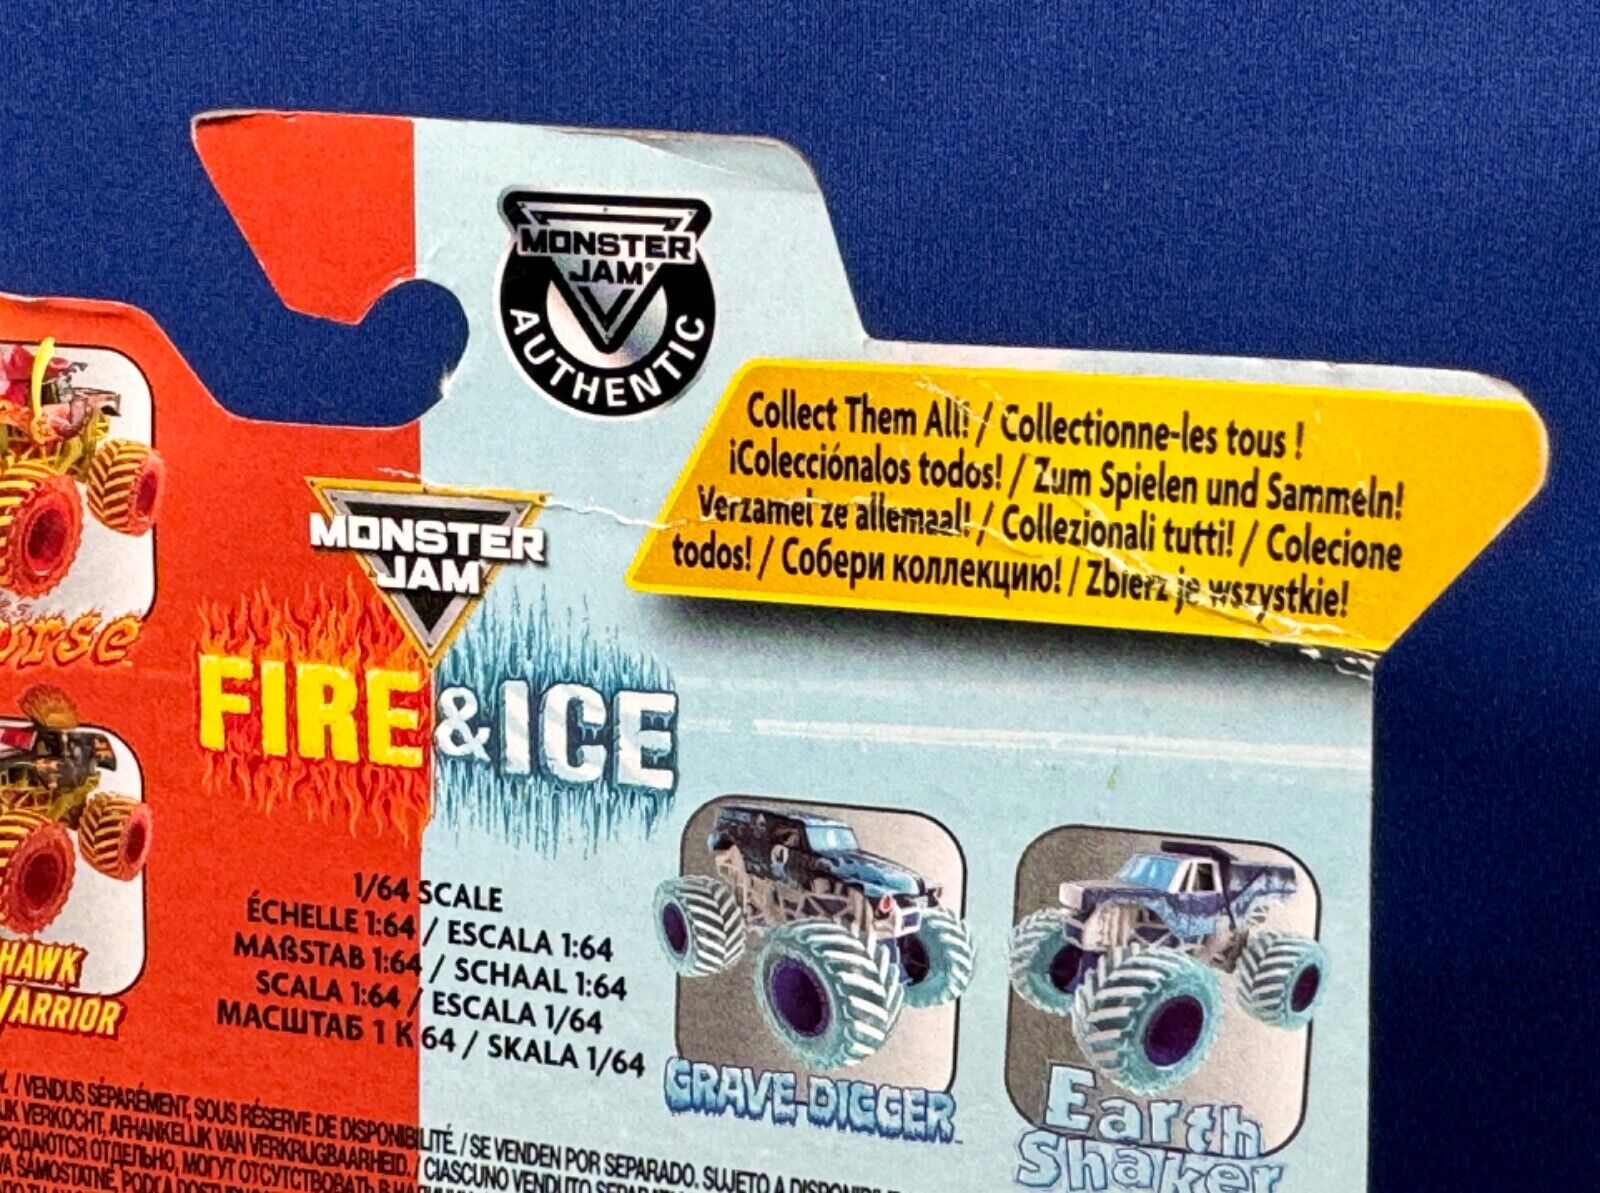 MONSTER
JAM®
AUTHENTIC
Collect Them All! / Collectionne-les tous !
¡Colecciónalos todos! / Zum Spielen und Sammeln!
Verzamel ze allemaal! / Collezionali tutti! / Colecione
todos! / Собери коллекцию! / Zbierz je wszystkie!
MONSTER
JAM
FIRE & ICE
1/64 SCALE
ÉCHELLE 1:64 / ESCALA 1:64
MAßSTAB 1:64 / SCHAAL 1:64
SCALA 1:64 / ESCALA 1/64
МАСШТАБ 1 К 64 / SKALA 1/64
HAWK
WARRIOR
GRAVE DIGGER
Earth
Shaker
/ VENDUS SÉPARÉMENT, SOUS RÉSERVE DE DISPONIBILITÉ. / SE VENDEN POR SEPARADO. SUJETO A
VERKOCHT, AFHANKELIJK VAN VERKRIJGBAARHEID. / CIASCUNO VENDUTO
ОТДЕЛЬНО, МОГУТ ОТСУТСТВОВАТЬ В